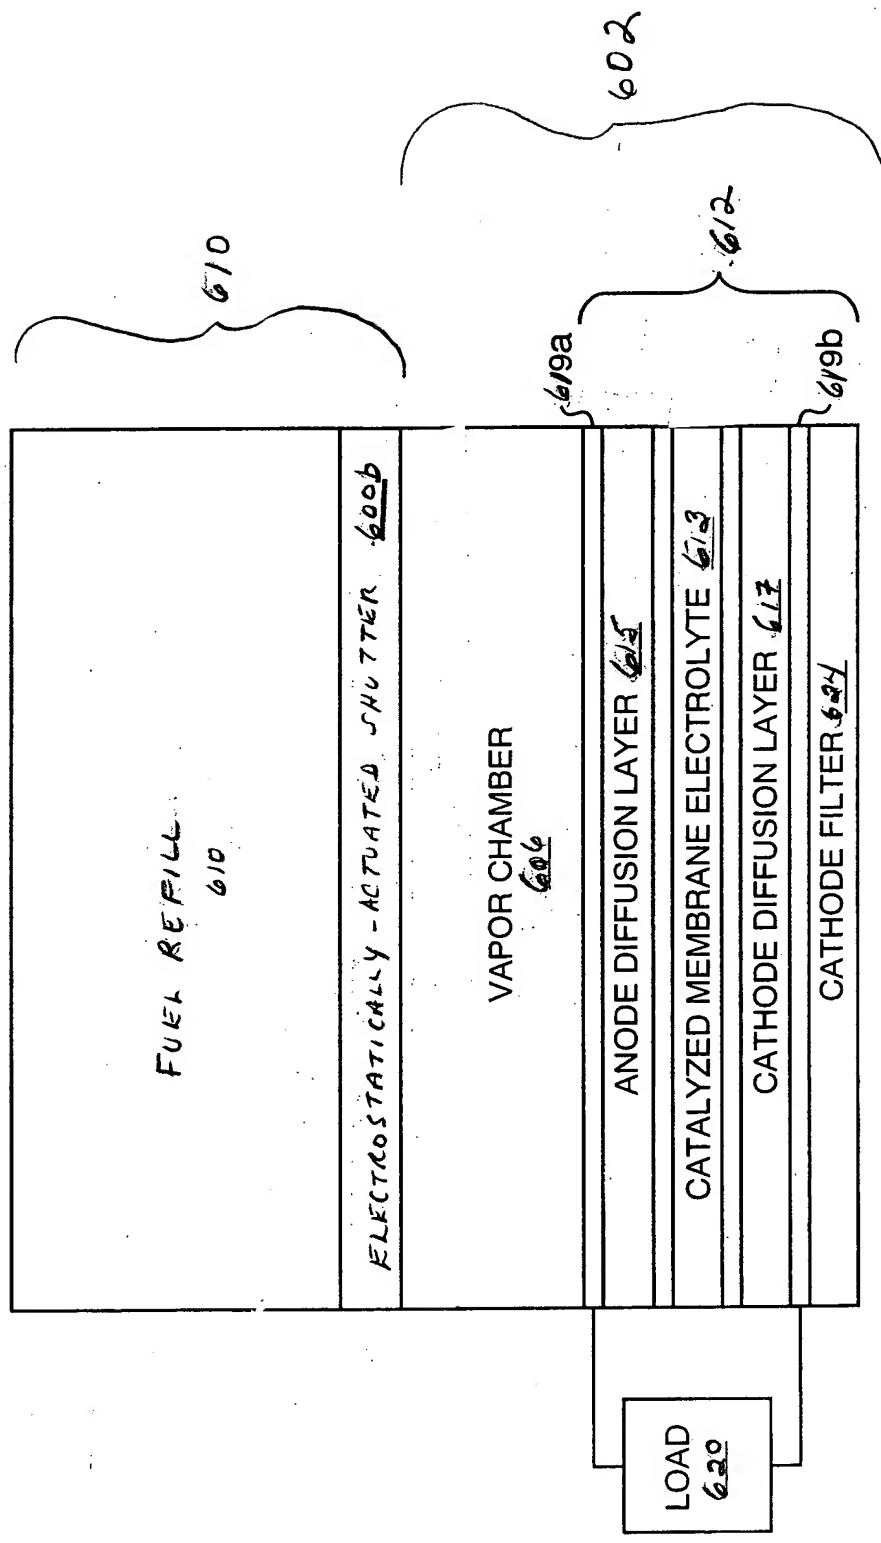 FUEL REFILL
610
ELECTROSTATICALLY-ACTUATED SHUTTER 600b
VAPOR CHAMBER
606
ANODE DIFFUSION LAYER 615
CATALYZED MEMBRANE ELECTROLYTE 613
CATHODE DIFFUSION LAYER 617
CATHODE FILTER 624
LOAD
620
610
602
619a
612
619b